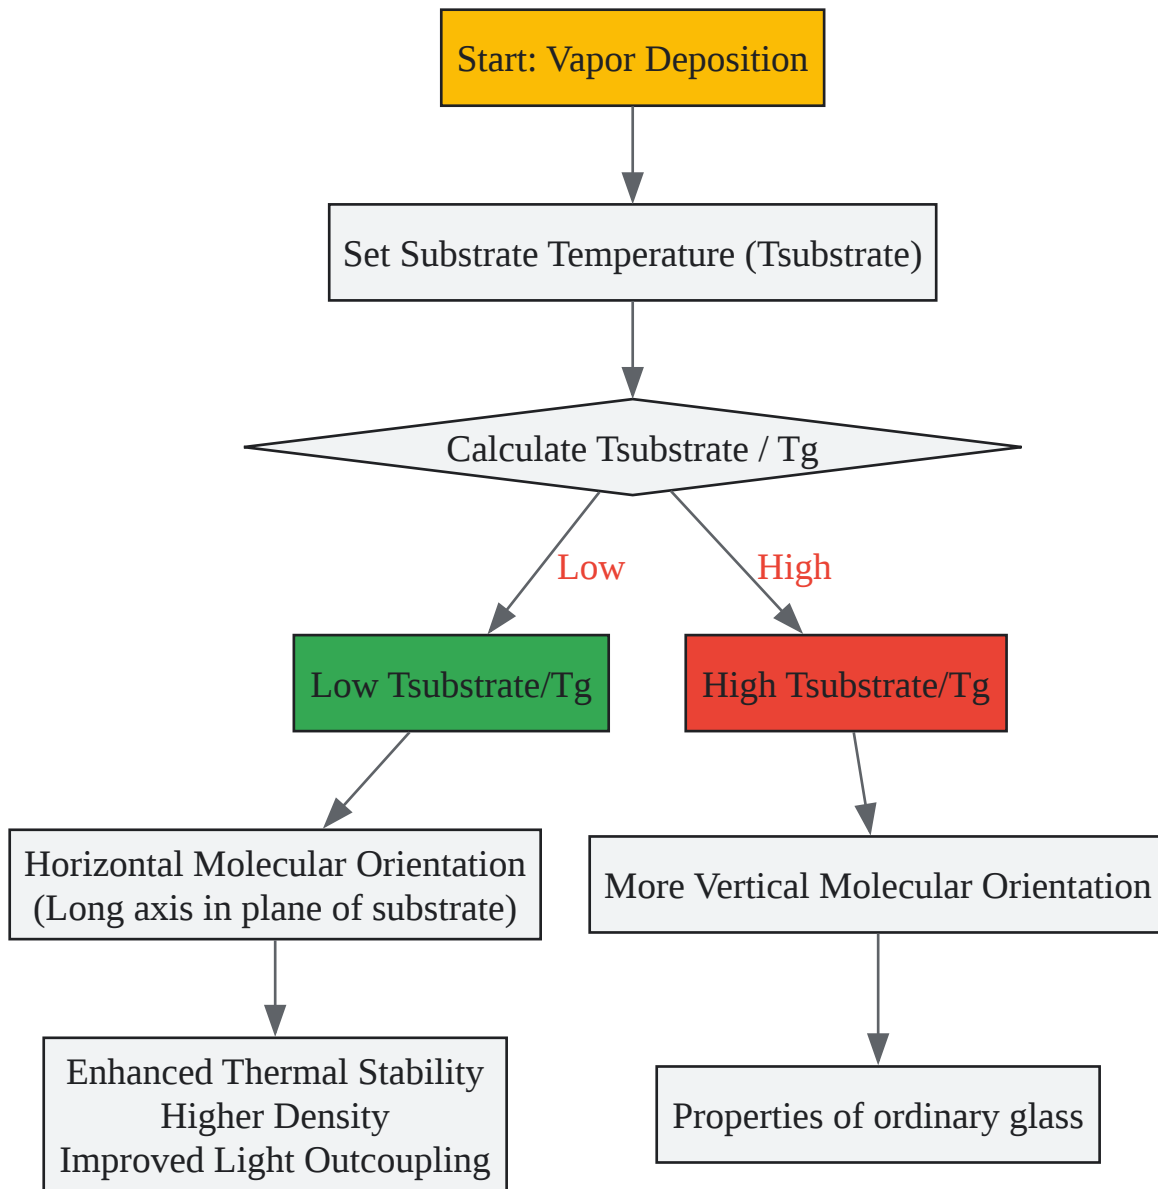 Start: Vapor Deposition
Set Substrate Temperature (Tsubstrate)
Calculate Tsubstrate / Tg
Low
High
Low Tsubstrate/Tg
High Tsubstrate/Tg
Horizontal Molecular Orientation
(Long axis in plane of substrate)
More Vertical Molecular Orientation
Enhanced Thermal Stability
Higher Density
Improved Light Outcoupling
Properties of ordinary glass